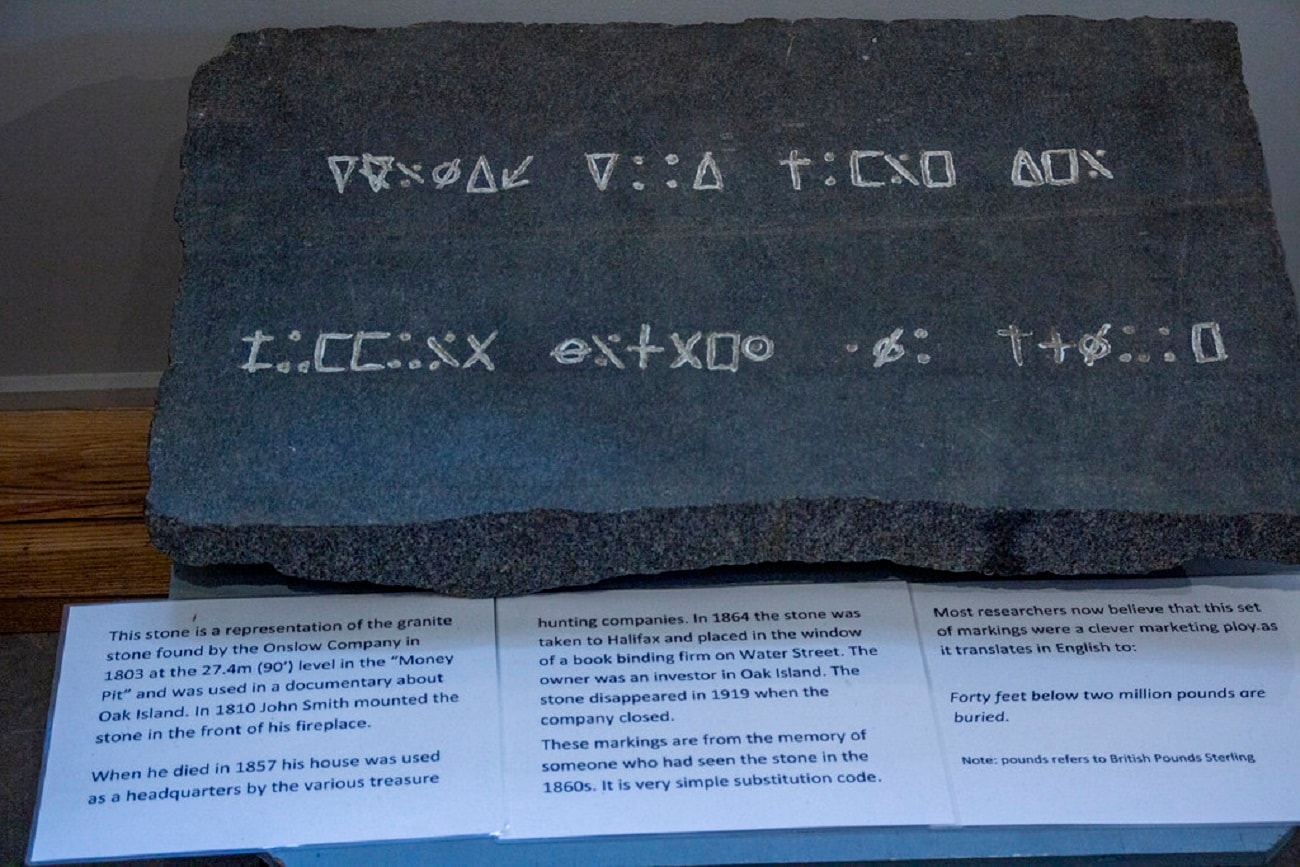 This stone is a representation of the granite
stone found by the Onslow Company in
1803 at the 27.4m (90') level in the "Money
Pit" and was used in a documentary about
Oak Island. In 1810 John Smith mounted the
stone in the front of his fireplace.
When he died in 1857 his house was used
as a headquarters by the various treasure
hunting companies. In 1864 the stone was
taken to Halifax and placed in the window
of a book binding firm on Water Street. The
owner was an investor in Oak Island. The
stone disappeared in 1919 when the
company closed.
These markings are from the memory of
someone who had seen the stone in the
1860s. It is very simple substitution code.
Most researchers now believe that this set
of markings were a clever marketing ploy.as
it translates in English to:
Forty feet below two million pounds are
buried.
Note: pounds refers to British Pounds Sterling